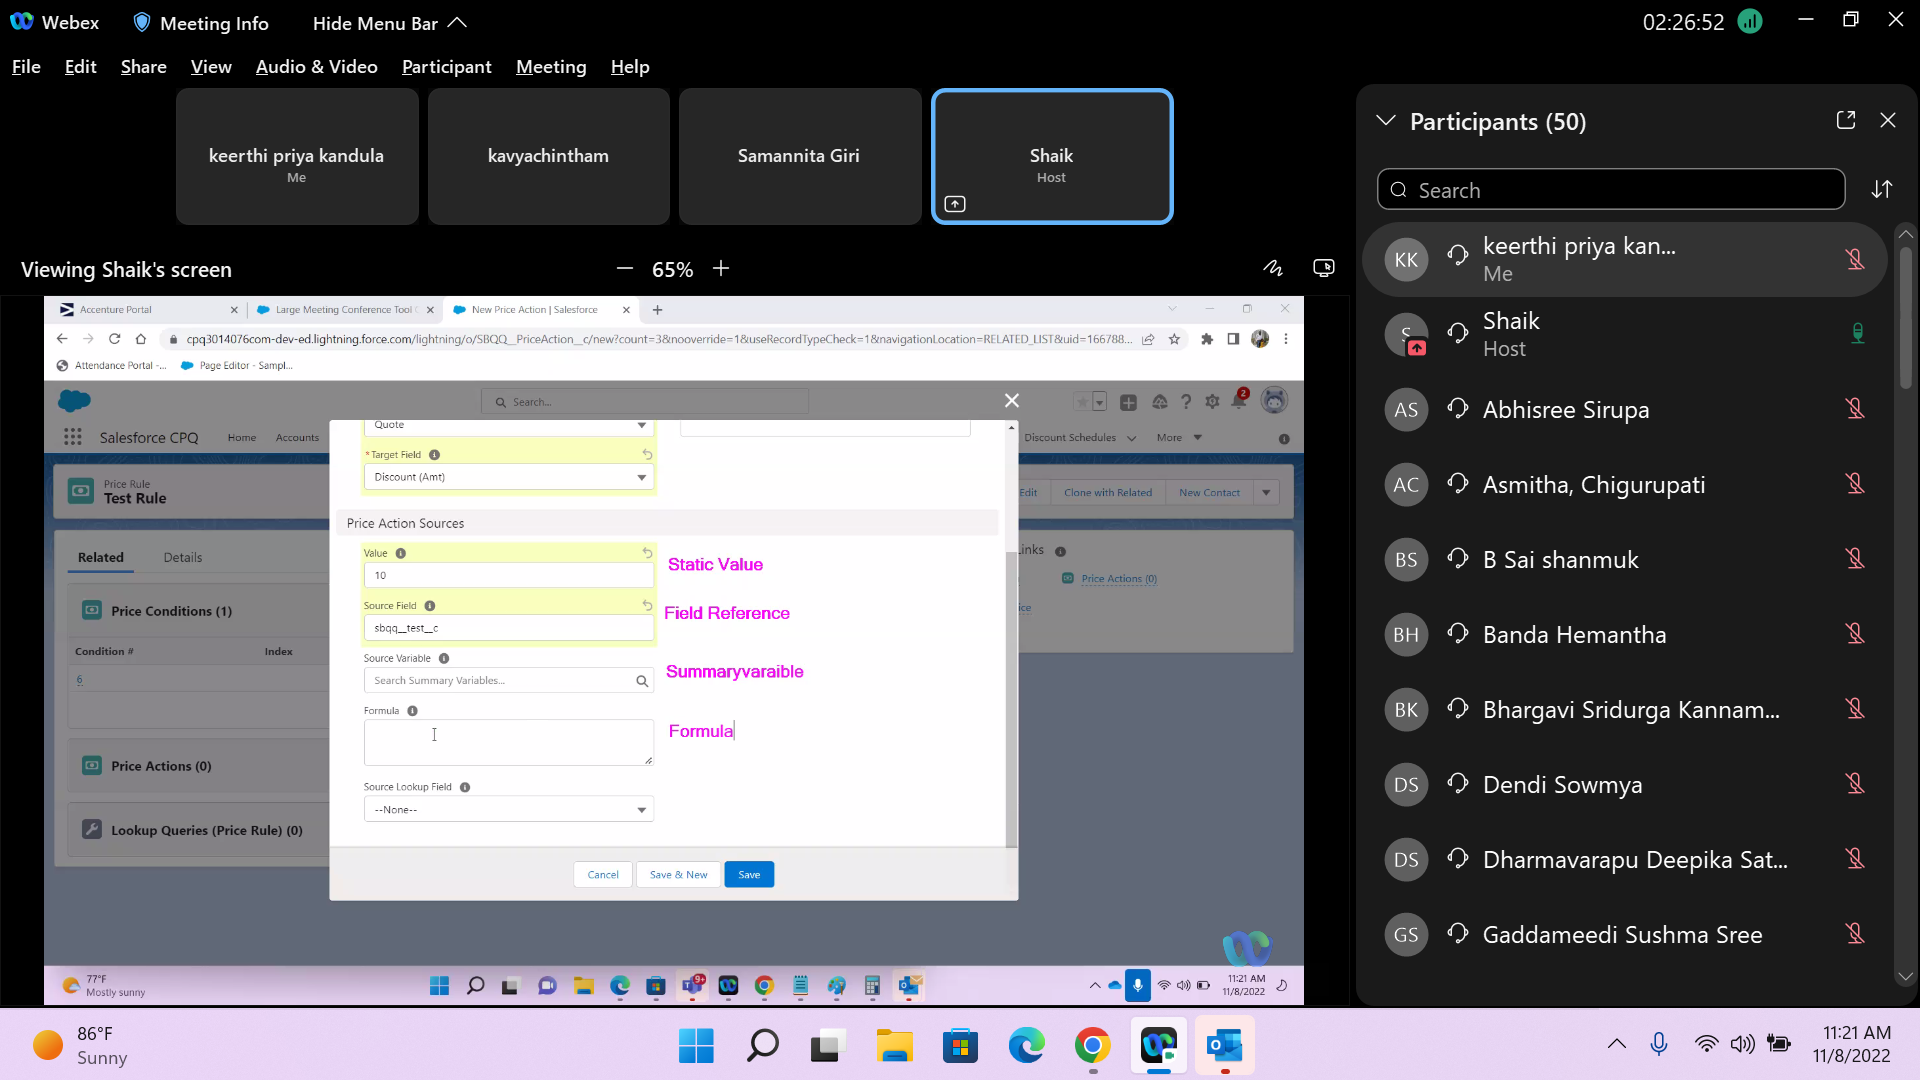 Webex
Meeting Info
Hide Menu Bar
02:26:52
File Edit Share View Audio & Video Participant Meeting Help
keerthi priya kandula
Me
kavyachintham
Samannita Giri
Shaik
Host
Viewing Shaik's screen
65%
Accenture Portal
Large Meeting Conference Tool
New Price Action | Salesforce
cpq3014076com-dev-ed.lightning.force.com/lightning/o/SBQQ__PriceAction__c/new?count=3&nooverride=1&useRecordTypeCheck=1&navigationLocation=RELATED_LIST&uid=166788...
Attendance Portal -...
Page Editor - Sampl...
Search...
2
Salesforce CPQ
Home
Accounts
Discount Schedules
More
Price Rule
Test Rule
Edit
Clone with Related
New Contact
Related
Details
Price Conditions (1)
Condition #
Index
6
Price Actions (0)
Lookup Queries (Price Rule) (0)
Price Actions (0)
Quote
*Target Field
Discount (Amt)
Price Action Sources
Value
10
Static Value
Source Field
sbqq__test__c
Field Reference
Source Variable
Search Summary Variables...
Summaryvaraible
Formula
Formula
Source Lookup Field
--None--
Cancel
Save & New
Save
77°F
Mostly sunny
9+
11:21 AM
11/8/2022
Participants (50)
Search
KK
keerthi priya kan...
Me
S
Shaik
Host
AS
Abhisree Sirupa
AC
Asmitha, Chigurupati
BS
B Sai shanmuk
BH
Banda Hemantha
BK
Bhargavi Sridurga Kannam...
DS
Dendi Sowmya
DS
Dharmavarapu Deepika Sat...
GS
Gaddameedi Sushma Sree
86°F
Sunny
11:21 AM
11/8/2022